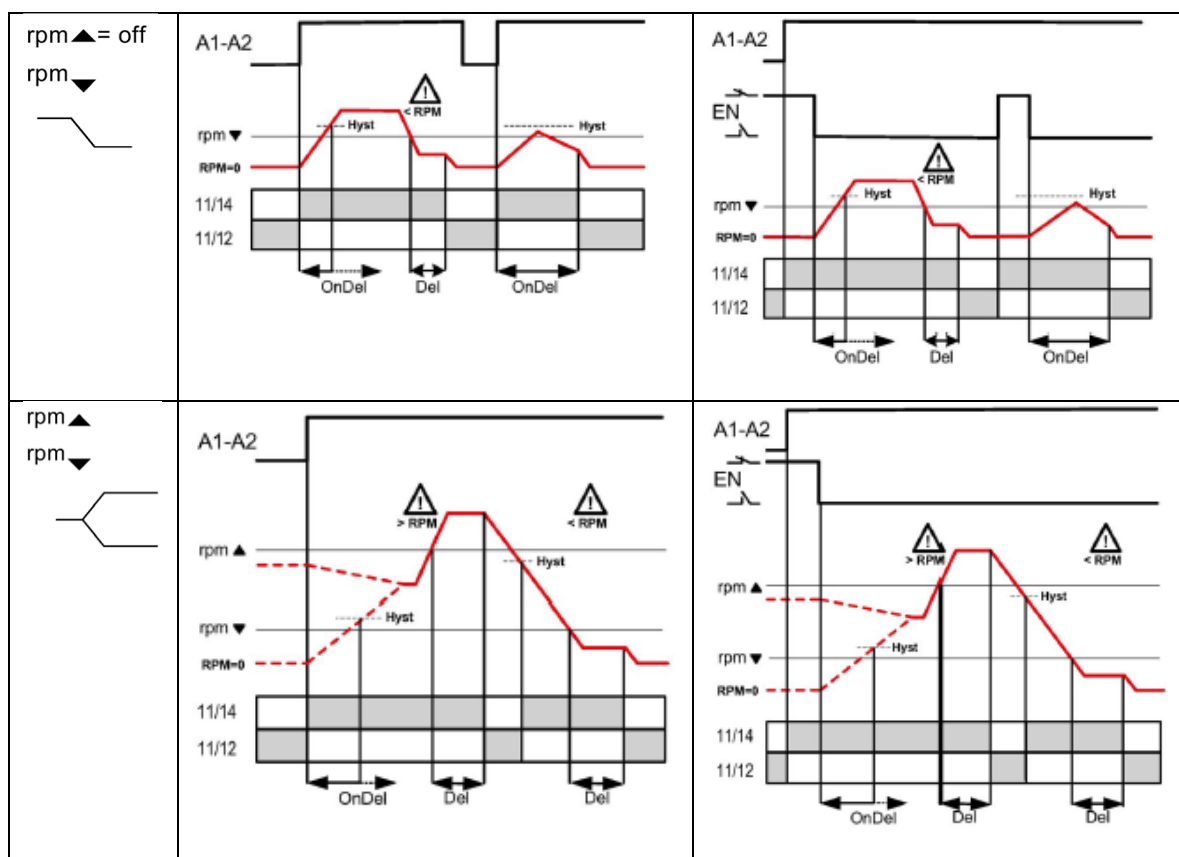 rpm▲= off
rpm▼
A1-A2
< RPM
Hyst
Hyst
rpm▼
RPM=0
11/14
11/12
OnDel
Del
OnDel
A1-A2
EN
< RPM
Hyst
Hyst
rpm▼
RPM=0
11/14
11/12
OnDel
Del
OnDel
rpm▲
rpm▼
A1-A2
> RPM
< RPM
rpm▲
Hyst
Hyst
rpm▼
RPM=0
11/14
11/12
OnDel
Del
Del
A1-A2
EN
> RPM
< RPM
rpm▲
Hyst
Hyst
rpm▼
RPM=0
11/14
11/12
OnDel
Del
Del